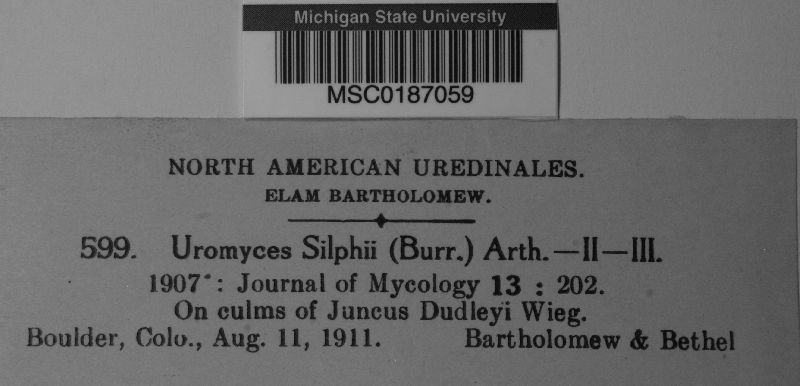 Michigan State University
MSC0187059
NORTH AMERICAN UREDINALES.
ELAM BARTHOLOMEW.
599. Uromyces Silphii (Burr.) Arth.—II—III.
1907 : Journal of Mycology 13 : 202.
On culms of Juncus Dudleyi Wieg.
Boulder, Colo., Aug. 11, 1911. Bartholomew & Bethel